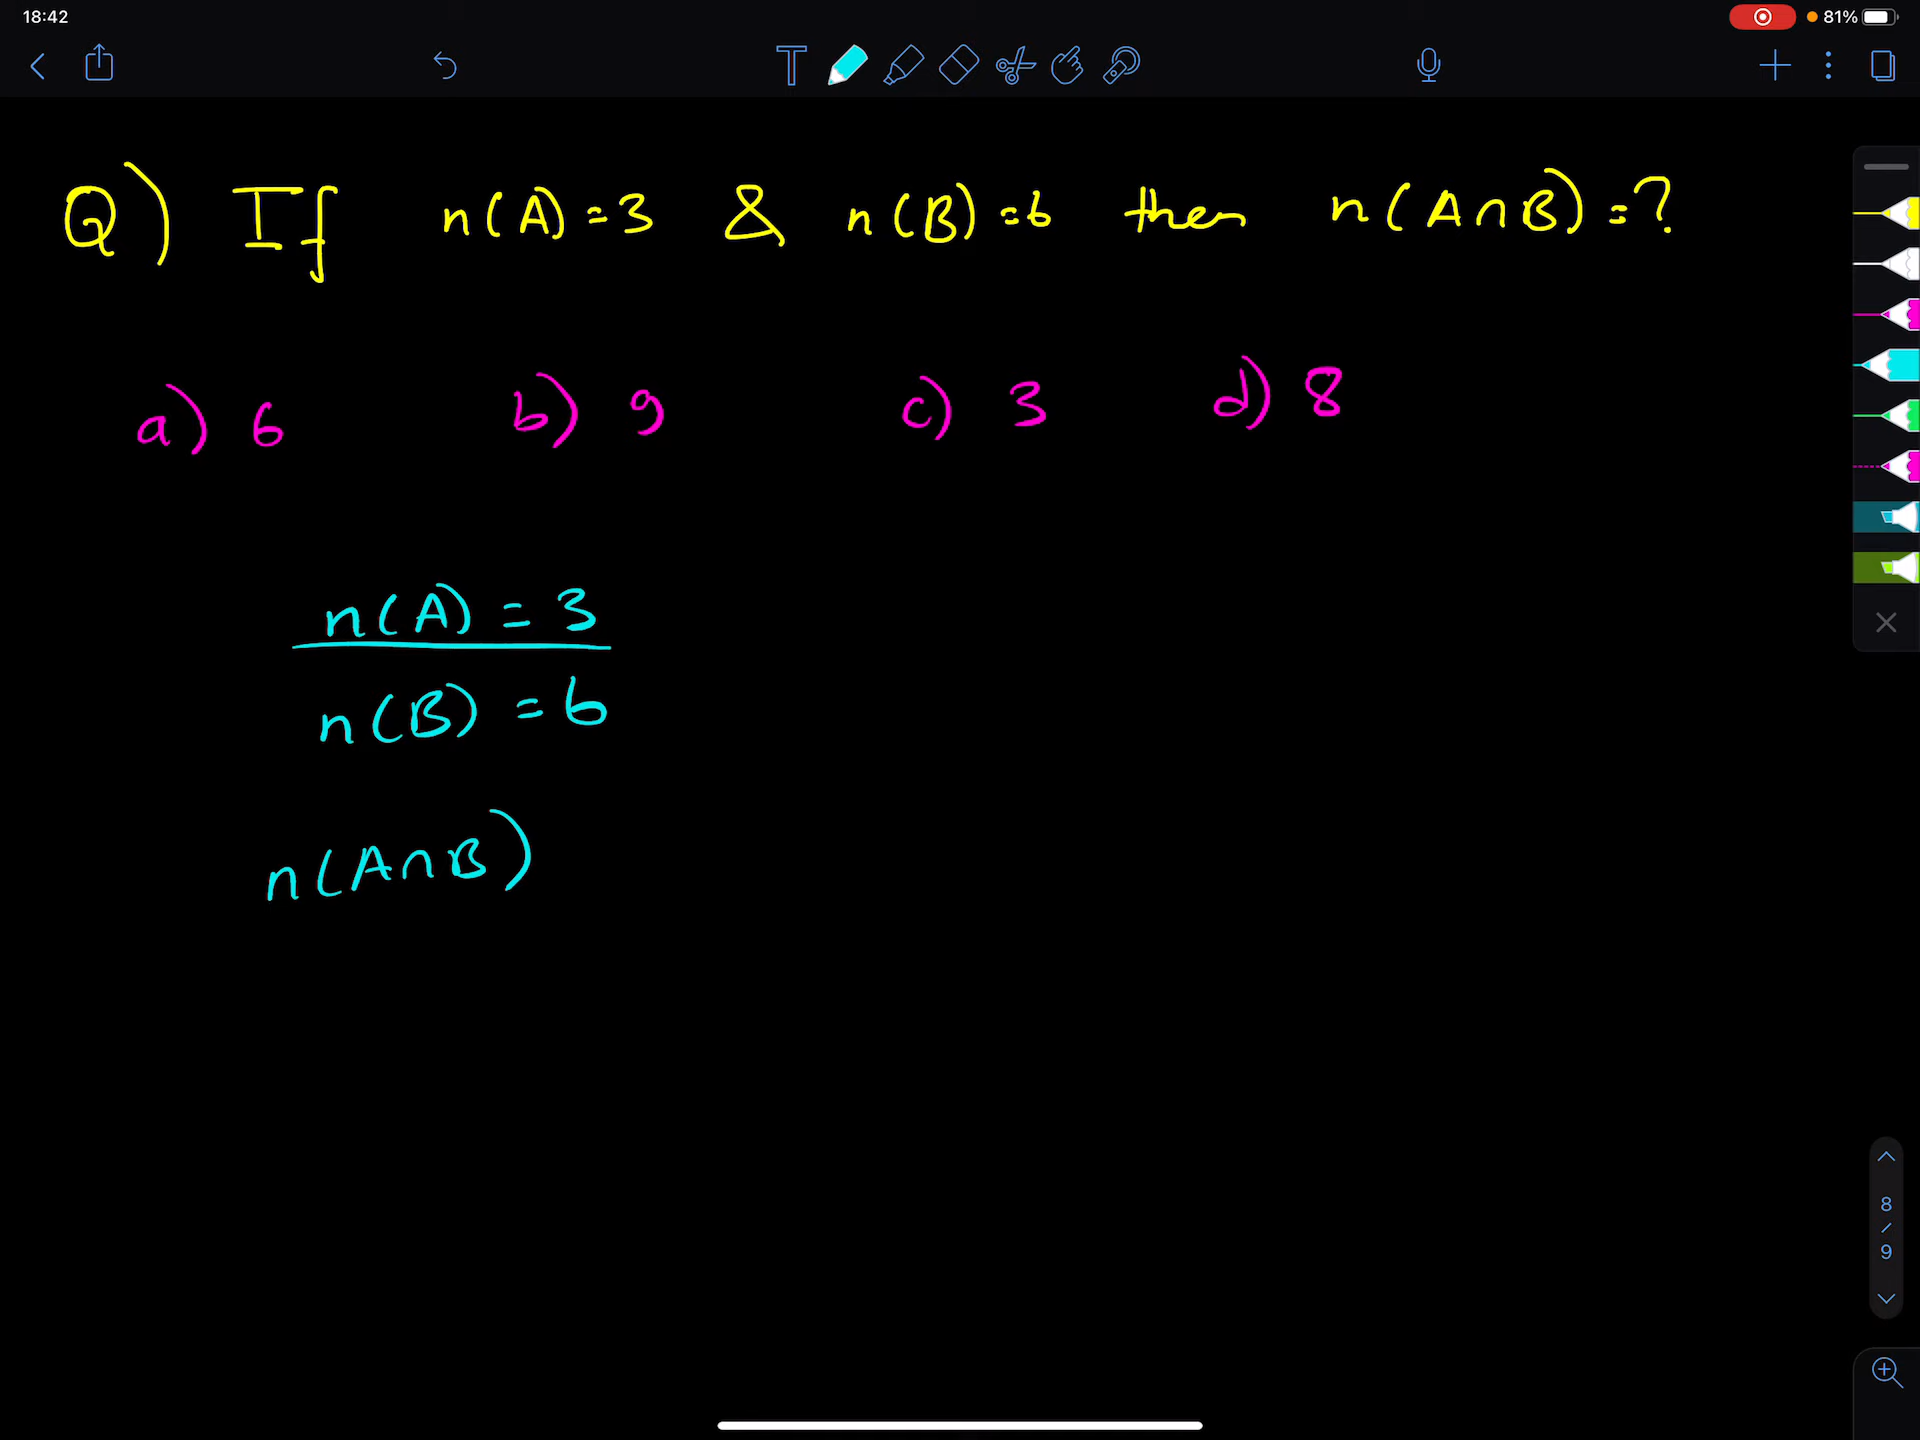 18:42
81%
Q) If n(A)=3 & n(B)=6 then n(A∩B)=?
a) 6 b) 9 c) 3 d) 8
n(A) = 3
n(B) = 6
n(A∩B)
8
/
9